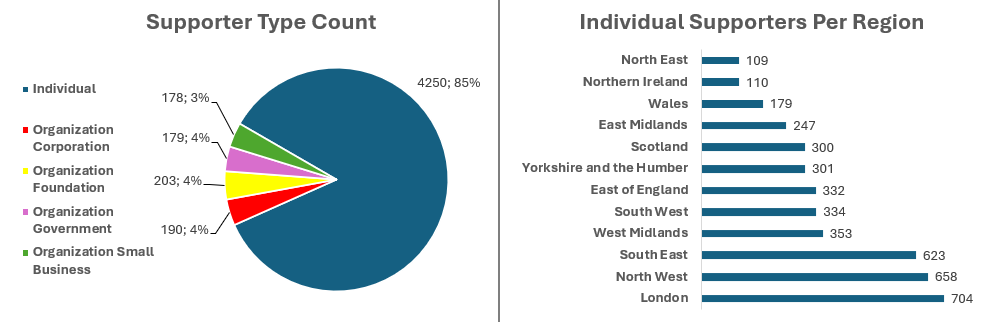 Supporter Type Count
Individual
Organization
Corporation
Organization
Foundation
Organization
Government
Organization Small
Business
4250; 85%
178; 3%
179; 4%
203; 4%
190; 4%
Individual Supporters Per Region
North East 109
Northern Ireland 110
Wales 179
East Midlands 247
Scotland 300
Yorkshire and the Humber 301
East of England 332
South West 334
West Midlands 353
South East 623
North West 658
London 704